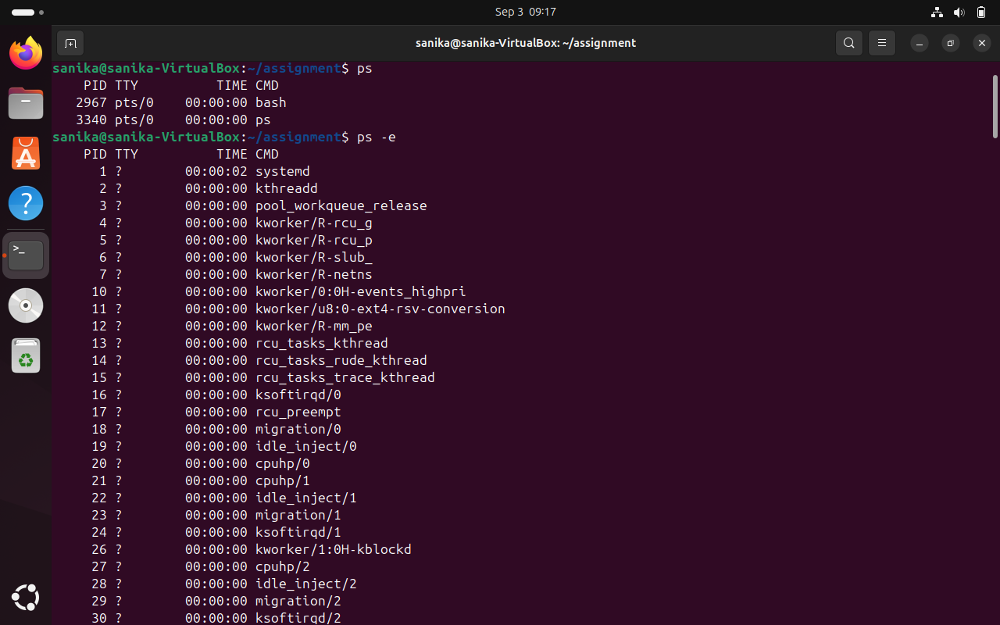 Sep 3 09:17
sanika@sanika-VirtualBox: ~/assignment
sanika@sanika-VirtualBox:~/assignment$ ps
    PID TTY          TIME CMD
   2967 pts/0    00:00:00 bash
   3340 pts/0    00:00:00 ps
sanika@sanika-VirtualBox:~/assignment$ ps -e
    PID TTY          TIME CMD
      1 ?        00:00:02 systemd
      2 ?        00:00:00 kthreadd
      3 ?        00:00:00 pool_workqueue_release
      4 ?        00:00:00 kworker/R-rcu_g
      5 ?        00:00:00 kworker/R-rcu_p
      6 ?        00:00:00 kworker/R-slub_
      7 ?        00:00:00 kworker/R-netns
     10 ?        00:00:00 kworker/0:0H-events_highpri
     11 ?        00:00:00 kworker/u8:0-ext4-rsv-conversion
     12 ?        00:00:00 kworker/R-mm_pe
     13 ?        00:00:00 rcu_tasks_kthread
     14 ?        00:00:00 rcu_tasks_rude_kthread
     15 ?        00:00:00 rcu_tasks_trace_kthread
     16 ?        00:00:00 ksoftirqd/0
     17 ?        00:00:00 rcu_preempt
     18 ?        00:00:00 migration/0
     19 ?        00:00:00 idle_inject/0
     20 ?        00:00:00 cpuhp/0
     21 ?        00:00:00 cpuhp/1
     22 ?        00:00:00 idle_inject/1
     23 ?        00:00:00 migration/1
     24 ?        00:00:00 ksoftirqd/1
     26 ?        00:00:00 kworker/1:0H-kblockd
     27 ?        00:00:00 cpuhp/2
     28 ?        00:00:00 idle_inject/2
     29 ?        00:00:00 migration/2
     30 ?        00:00:00 ksoftirqd/2